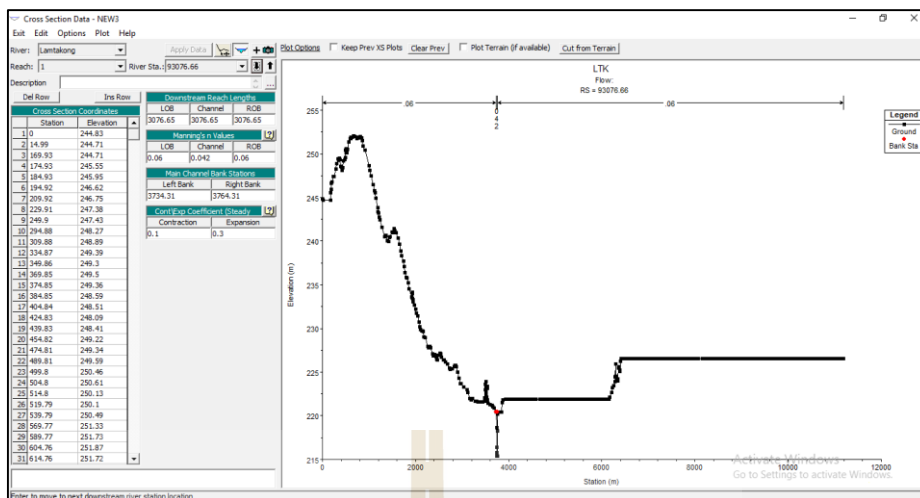 Cross Section Data - NEW3
Exit Edit Options Plot Help
River: Lamtakong Apply Data Plot Options Keep Prev XS Plots Clear Prev Plot Terrain (if available) Cut from Terrain
Reach: 1 River Sta.: 93076.66
Description ...
Del Row Ins Row
Cross Section Coordinates
Station Elevation
1 0 244.83
2 14.99 244.71
3 169.93 244.71
4 174.93 245.55
5 184.93 245.95
6 194.92 246.62
7 209.92 246.75
8 229.91 247.38
9 249.9 247.43
10 294.88 248.27
11 309.88 248.89
12 334.87 249.39
13 349.86 249.3
14 369.85 249.5
15 374.85 249.36
16 384.85 248.59
17 404.84 248.51
18 424.83 248.09
19 439.83 248.41
20 454.82 249.22
21 474.81 249.34
22 489.81 249.59
23 499.8 250.46
24 504.8 250.61
25 514.8 250.13
26 519.79 250.1
27 539.79 250.49
28 569.77 251.33
29 589.77 251.73
30 604.76 251.87
31 614.76 251.72
Downstream Reach Lengths
LOB Channel ROB
3076.65 3076.65 3076.65
Manning's n Values ?
LOB Channel ROB
0.06 0.042 0.06
Main Channel Bank Stations
Left Bank Right Bank
3734.31 3764.31
Cont\Exp Coefficient (Steady ?
Contraction Expansion
0.1 0.3
LTK
Flow:
RS = 93076.66
.06
.042
.06
255
250
245
240
235
230
225
220
215
Elevation (m)
0 2000 4000 6000 8000 10000 12000
Station (m)
Legend
Ground
Bank Sta
Activate Windows
Go to Settings to activate Windows.
Enter to move to next downstream river station location